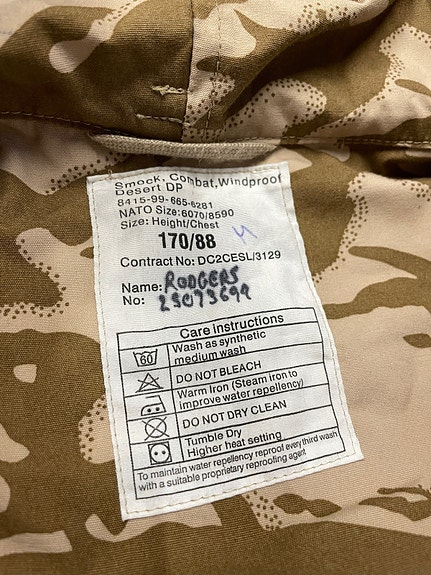 Smock, Combat, Windproof
Desert DP
8415-99-665-6281
NATO Size:6070/8590
Size: Height/Chest
170/88
Contract No: DC2CESL/3129
Name: RODGERS
No: 25073694
Care Instructions
60
Wash as synthetic
medium wash
DO NOT BLEACH
Warm Iron (Steam iron to
improve water repellency)
DO NOT DRY CLEAN
Tumble Dry
Higher heat setting
To maintain water repellency reproof every third wash
with a suitable proprietary reproofing agent